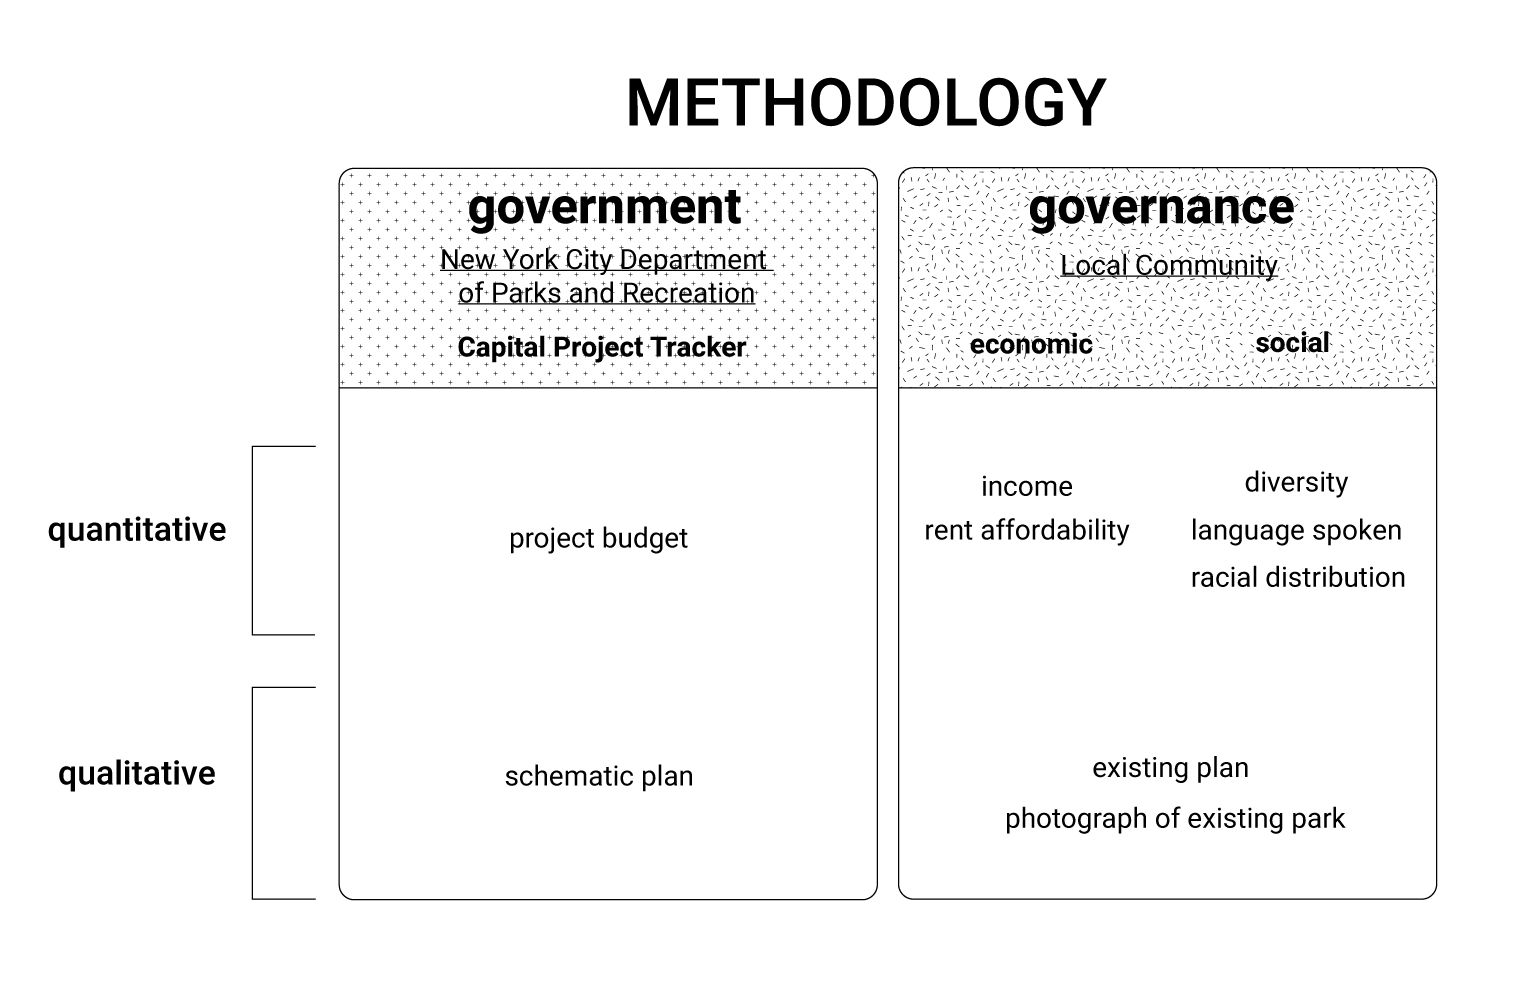 METHODOLOGY
government
New York City Department
of Parks and Recreation
Capital Project Tracker
governance
Local Community
economic
social
quantitative
project budget
income
rent affordability
diversity
language spoken
racial distribution
qualitative
schematic plan
existing plan
photograph of existing park